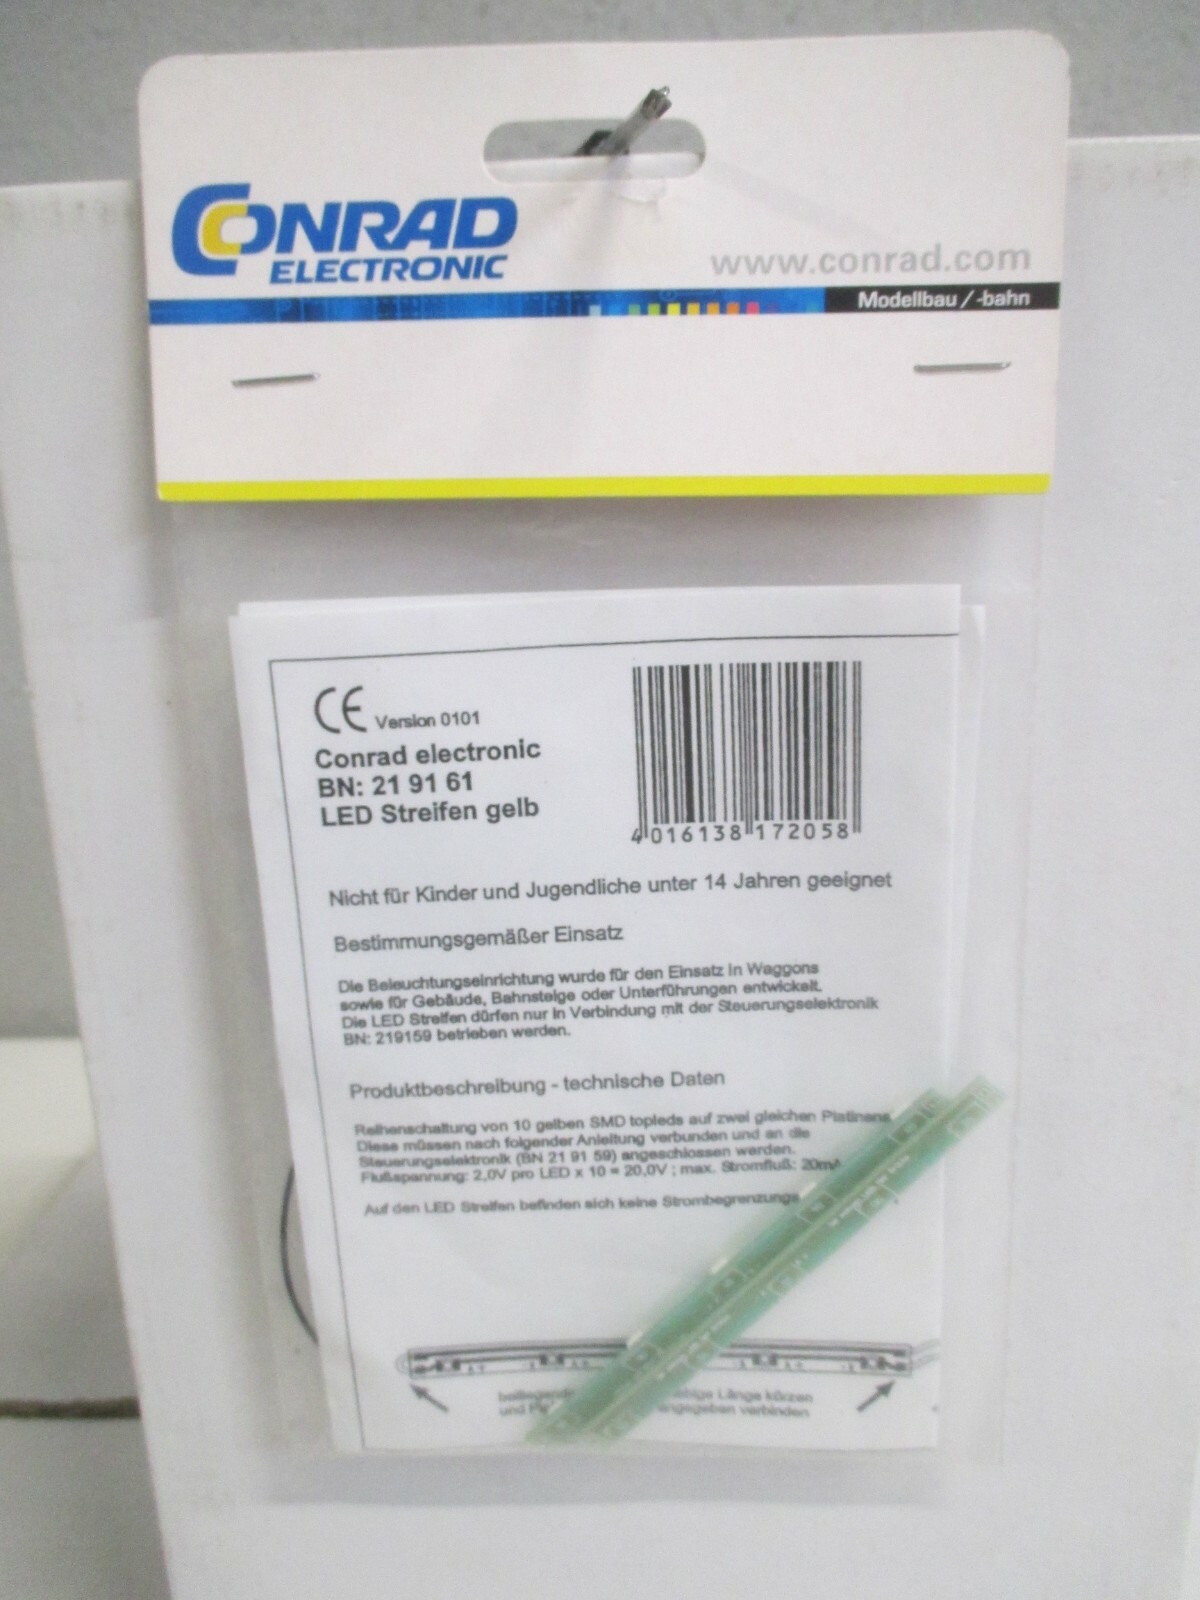 CONRAD
ELECTRONIC
www.conrad.com
Modellbau / -bahn
CE Version 0101
Conrad electronic
BN: 21 91 61
LED Streifen gelb
4 016138 172058
Nicht für Kinder und Jugendliche unter 14 Jahren geeignet
Bestimmungsgemäßer Einsatz
Die Beleuchtungseinrichtung wurde für den Einsatz in Waggons
sowie für Gebäude, Bahnsteige oder Unterführungen entwickelt.
Die LED Streifen dürfen nur in Verbindung mit der Steuerungselektronik
BN: 219159 betrieben werden.
Produktbeschreibung - technische Daten
Reihenschaltung von 10 gelben SMD topleds auf zwei gleichen Platinen
Diese müssen nach folgender Anleitung verbunden und an die
Steuerungselektronik (BN 21 91 59) angeschlossen werden.
Flußspannung: 2,0V pro LED x 10 = 20,0V ; max. Stromfluß: 20mA
Auf den LED Streifen befinden sich keine Strombegrenzungs
Länge kürzen
und angegeben verbinden